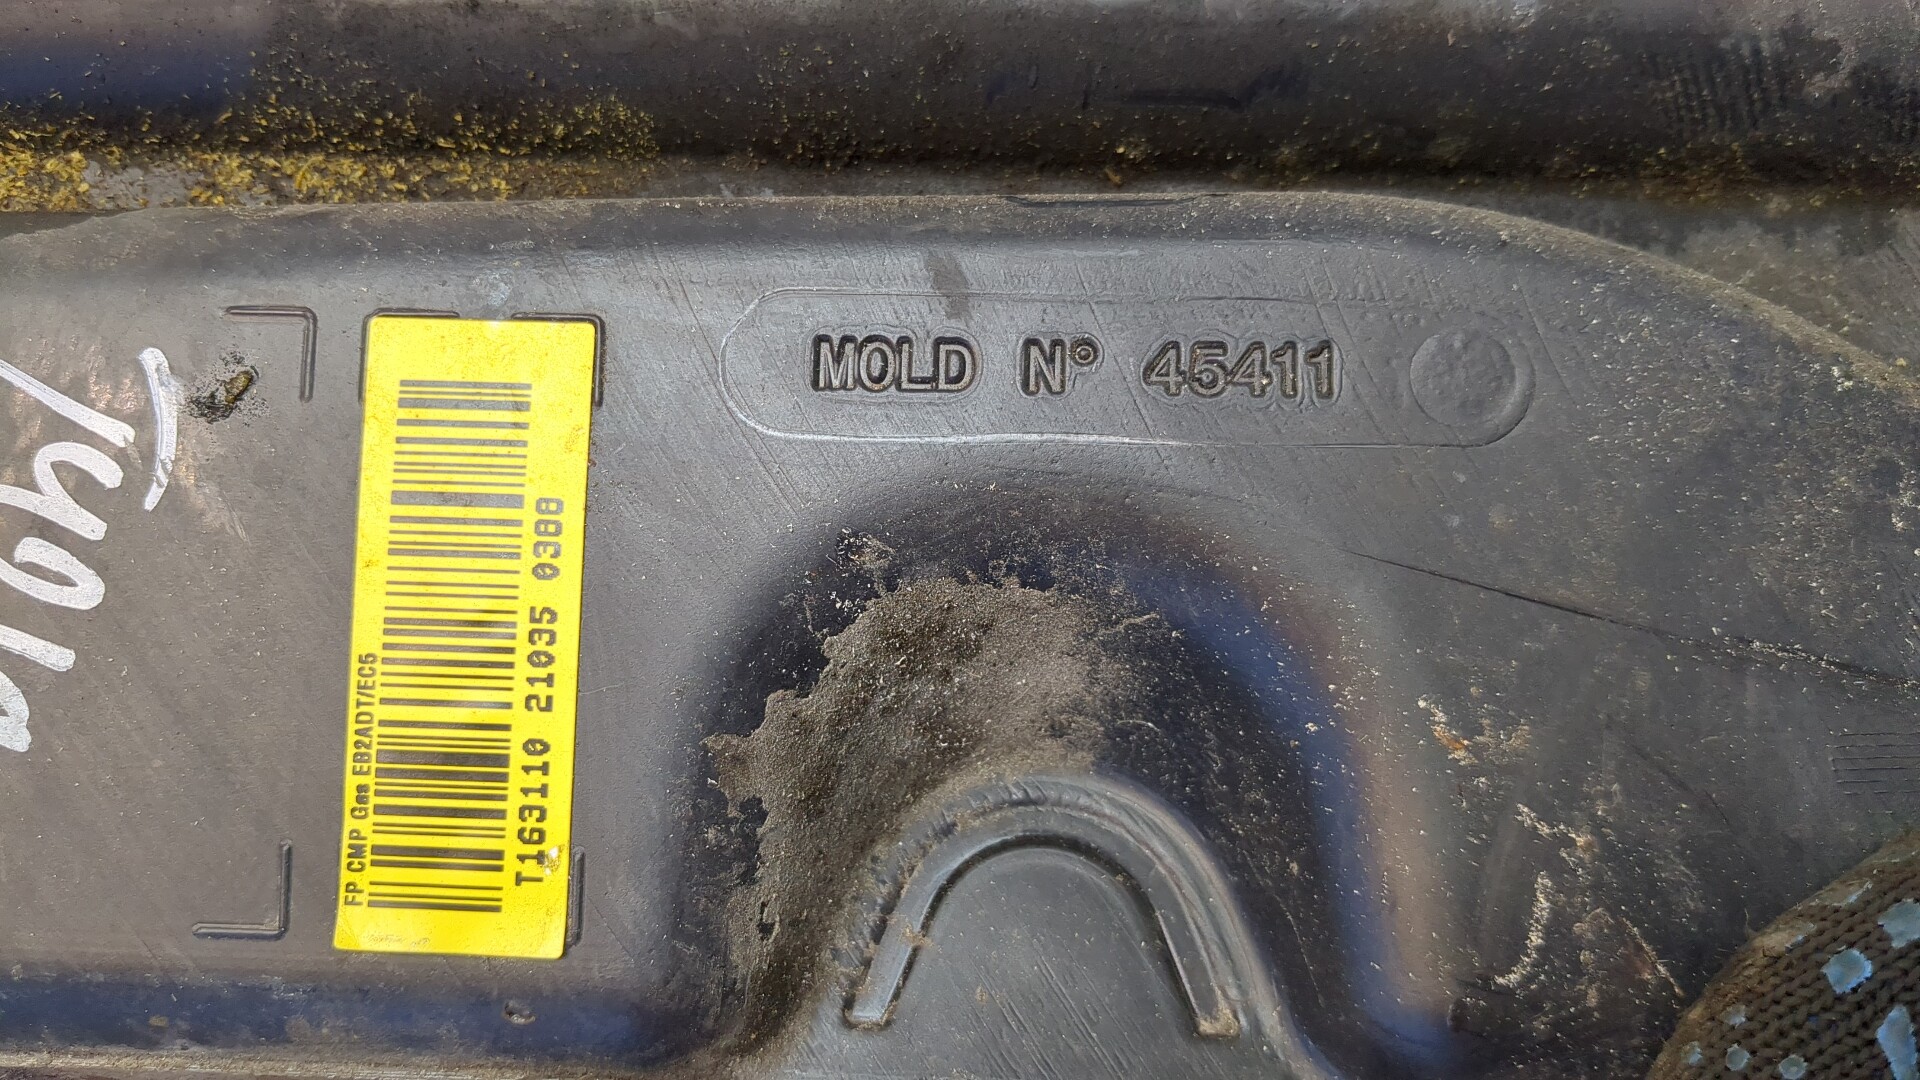 MOLD N° 45411
FP CMP Gas EB2ADT/EC5
T163110 21035 0388